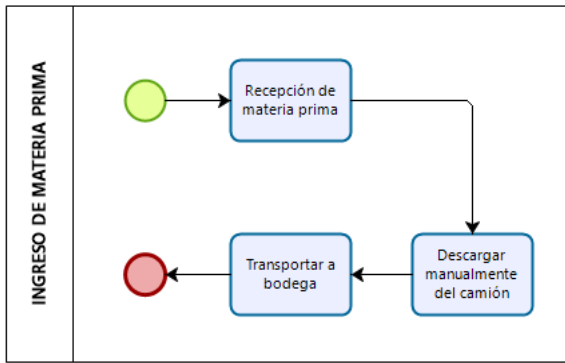 INGRESO DE MATERIA PRIMA
Recepción de
materia prima
Descargar
manualmente
del camión
Transportar a
bodega